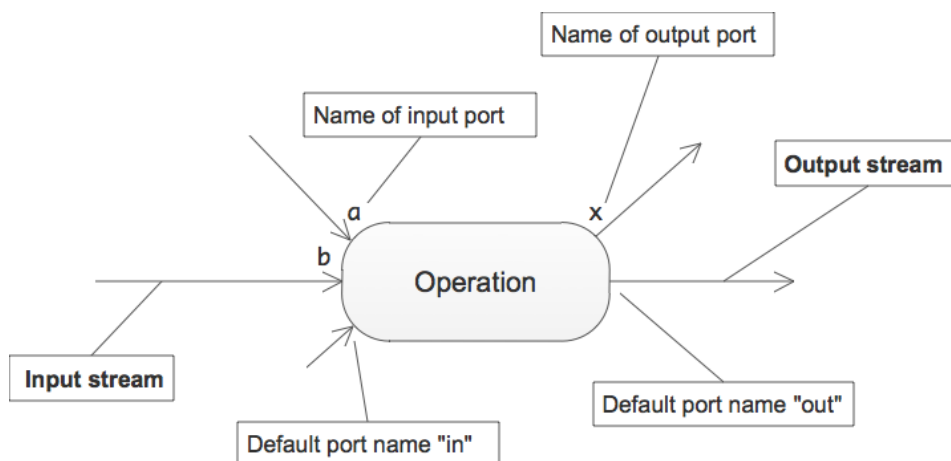 Name of output port
Name of input port
Output stream
a
x
b
Operation
Input stream
Default port name "out"
Default port name "in"